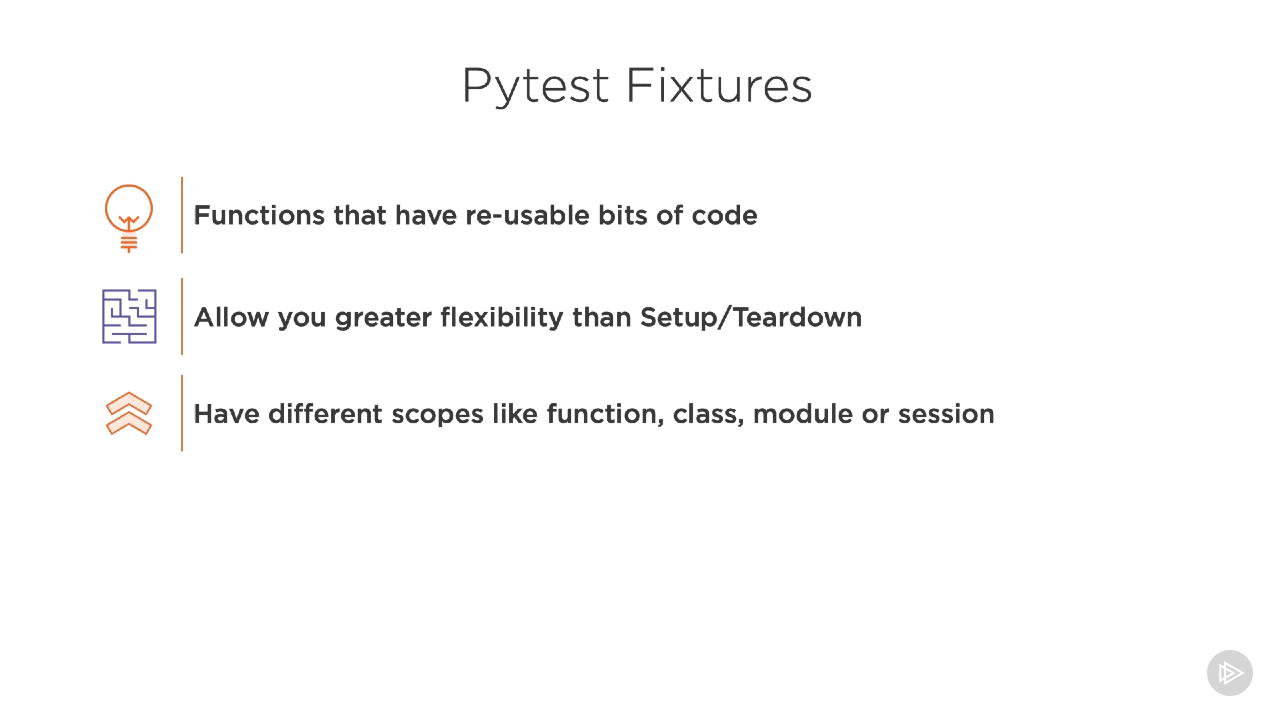 Pytest Fixtures
Functions that have re-usable bits of code
Allow you greater flexibility than Setup/Teardown
Have different scopes like function, class, module or session